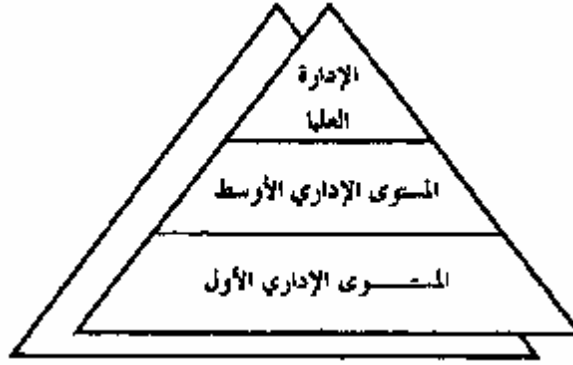 الإدارة
العليا
المستوى الإداري الأوسط
المستوى الإداري الأول